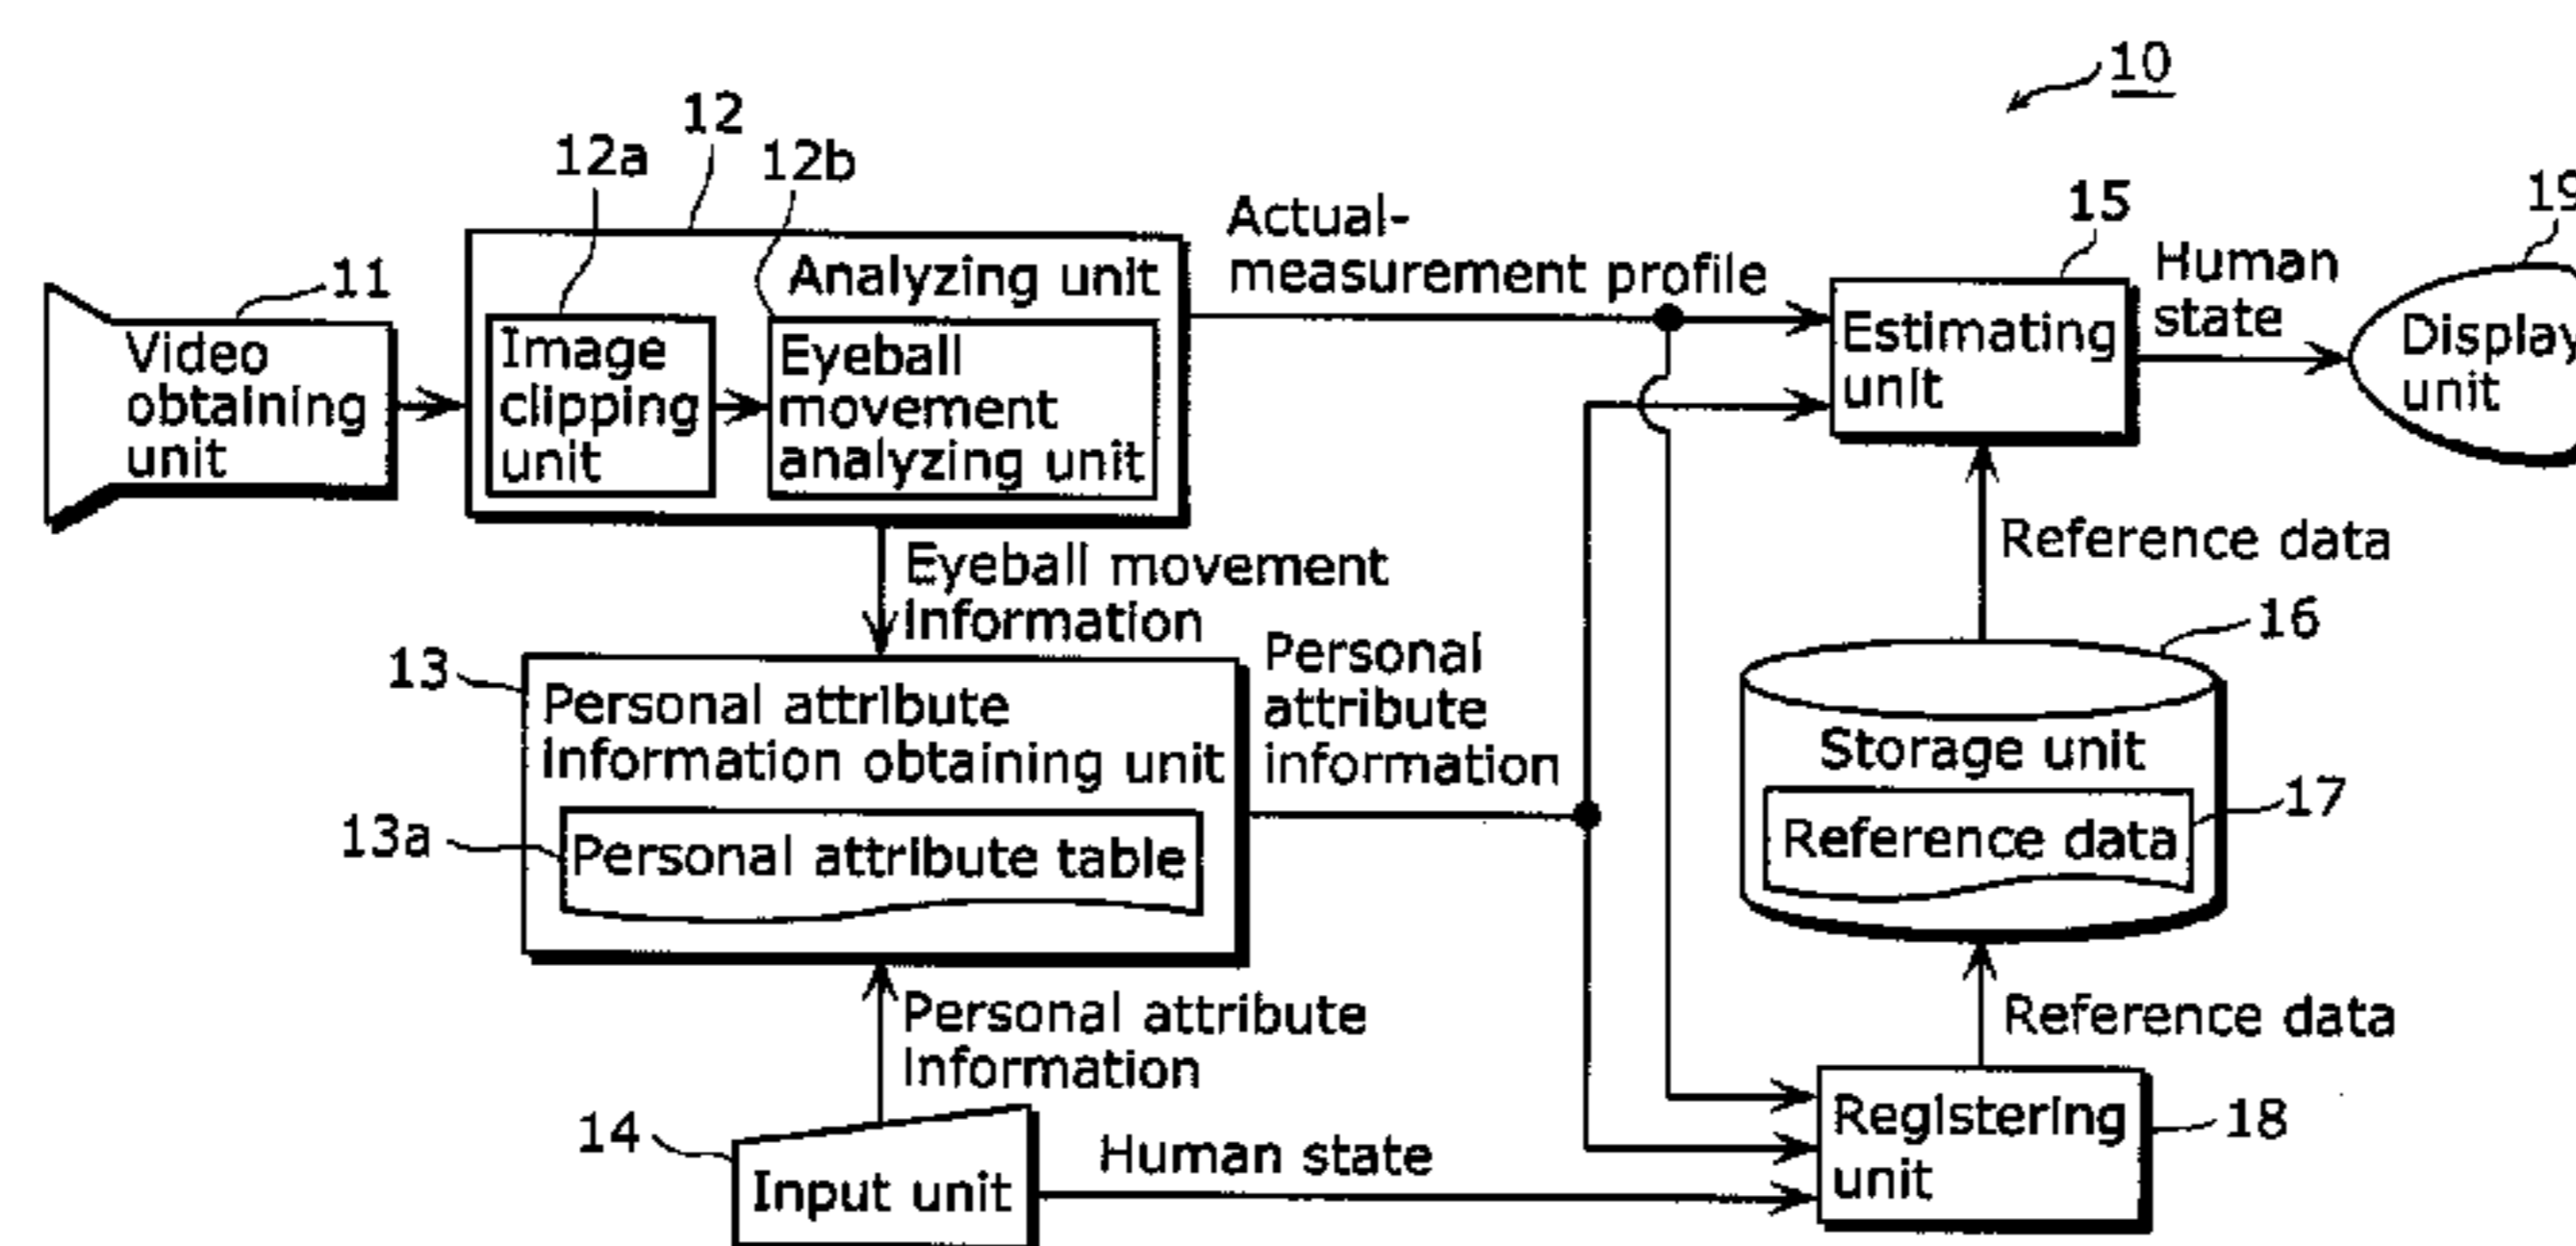 10
12
12a
12b
Actual-
measurement profile
15
19
11
Analyzing unit
Human
state
Video
obtaining
unit
Image
clipping
unit
Eyeball
movement
analyzing unit
Estimating
unit
Display
unit
Eyeball movement
Information
Reference data
16
13
Personal attribute
Information obtaining unit
Personal
attribute
information
Storage unit
17
13a
Personal attribute table
Reference data
Personal attribute
Information
Reference data
14
Input unit
Human state
Registering
unit
18